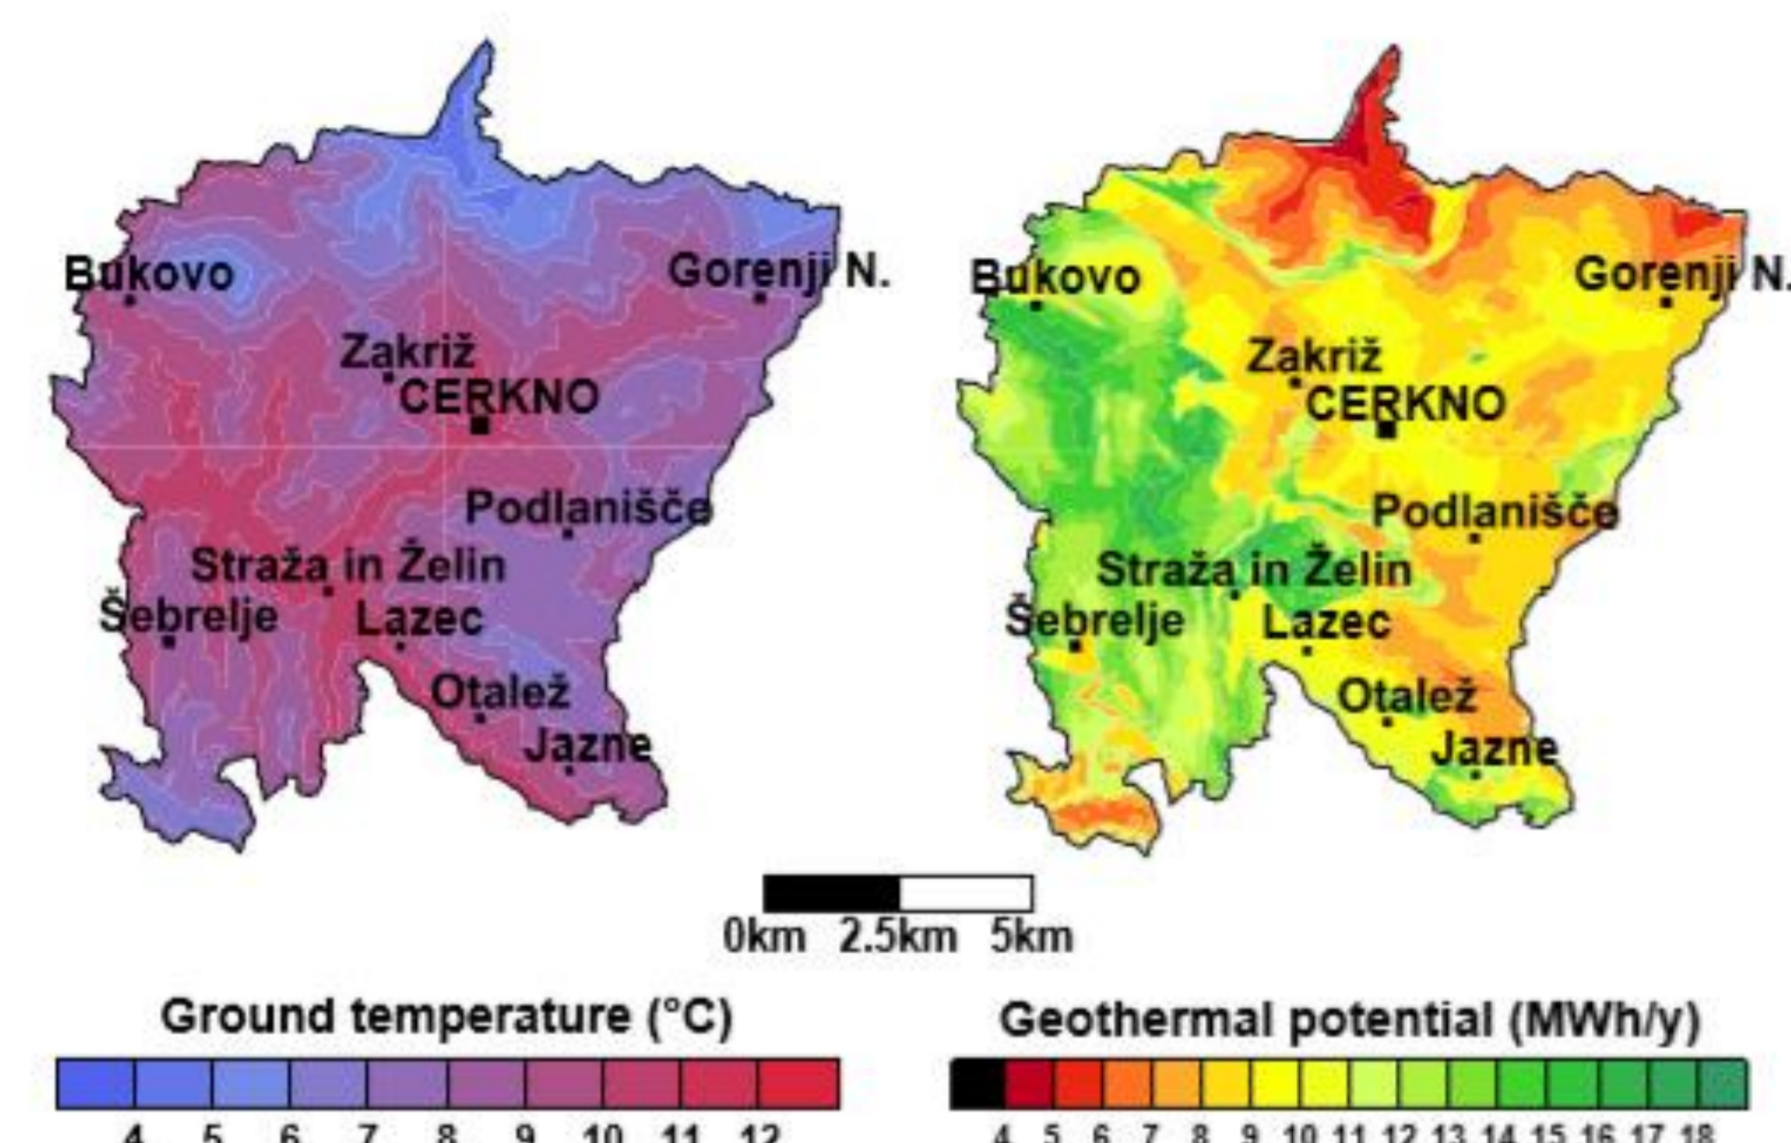 Bukovo
Gorenji N.
Zakriž
CERKNO
Podlanišče
Straža in Želin
Šebrelje
Lazec
Otalež
Jazne
Bukovo
Gorenji N.
Zakriž
CERKNO
Podlanišče
Straža in Želin
Šebrelje
Lazec
Otalež
Jazne
0km 2.5km 5km
Ground temperature (°C)
4 5 6 7 8 9 10 11 12
Geothermal potential (MWh/y)
4 5 6 7 8 9 10 11 12 13 14 15 16 17 18